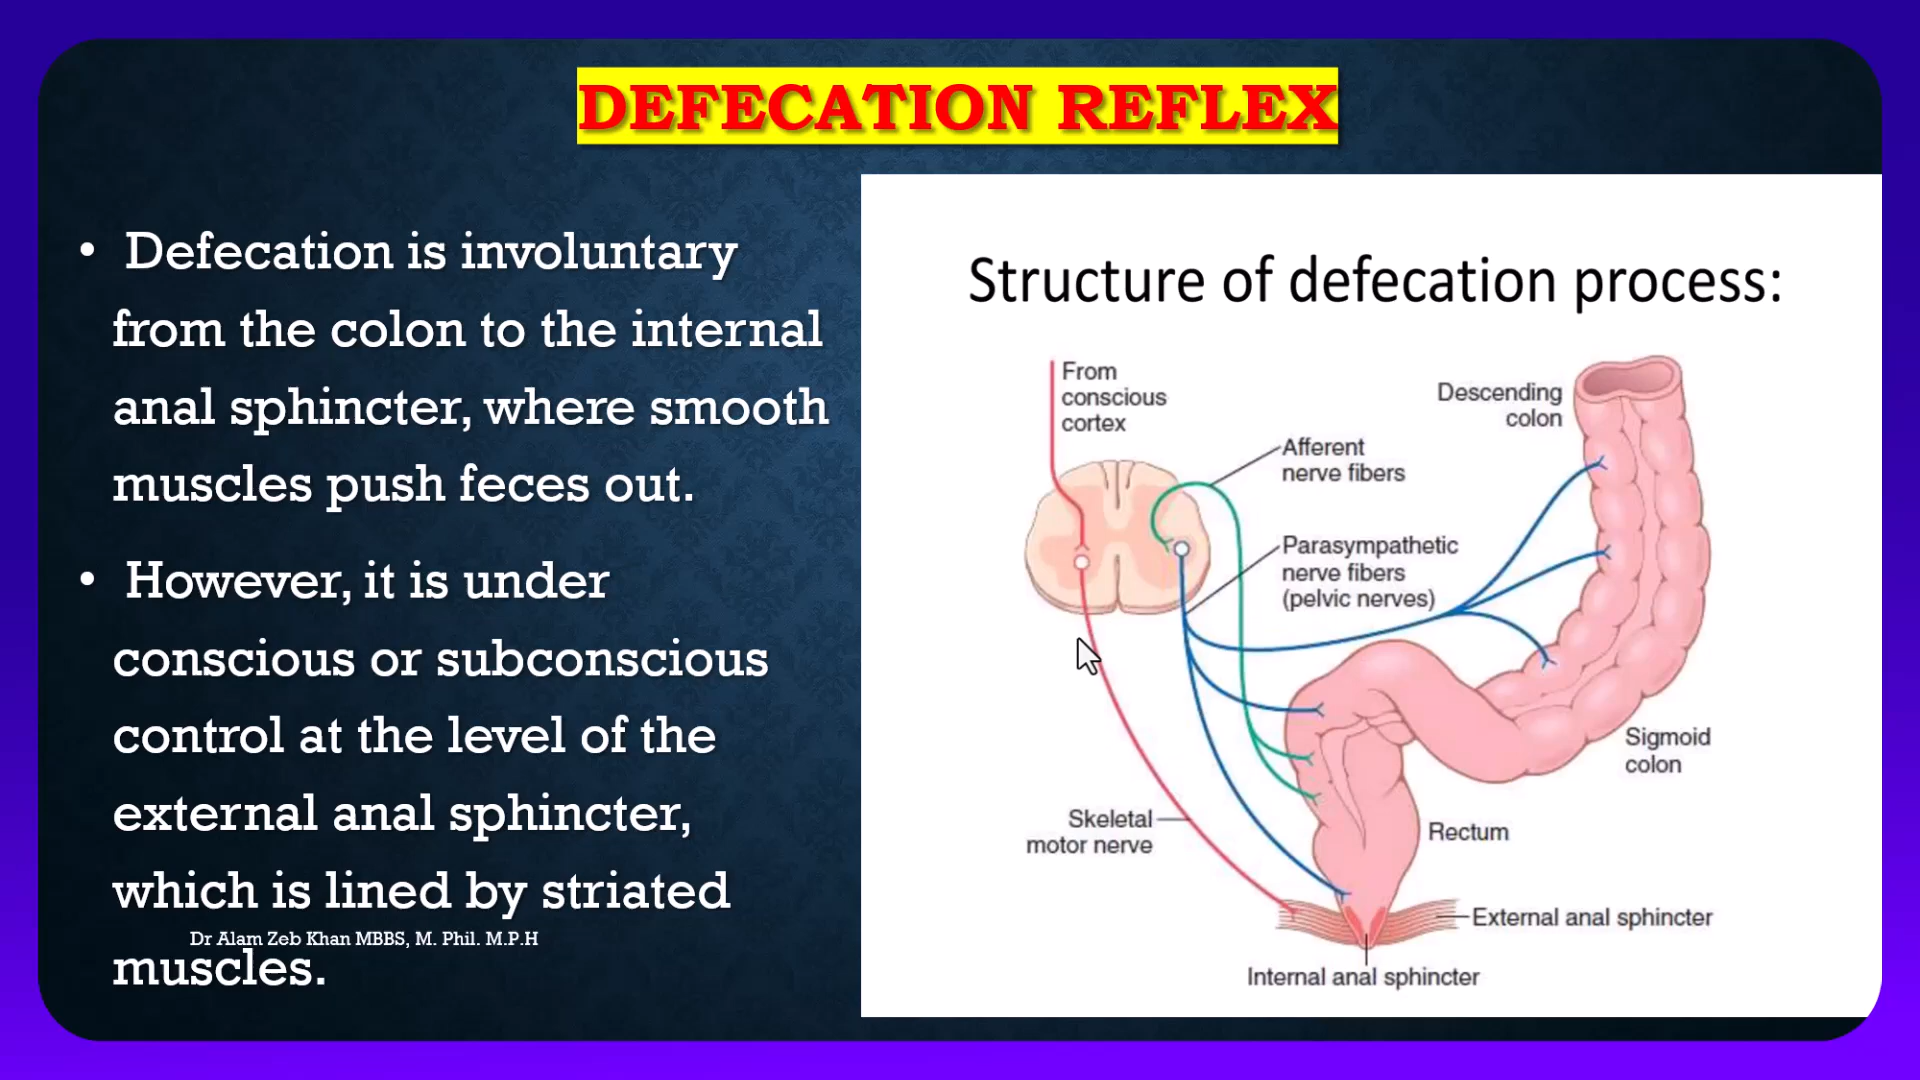 DEFECATION REFLEX
• Defecation is involuntary
from the colon to the internal
anal sphincter, where smooth
muscles push feces out.
• However, it is under
conscious or subconscious
control at the level of the
external anal sphincter,
which is lined by striated
muscles.
Dr Alam Zeb Khan MBBS, M. Phil. M.P.H
Structure of defecation process:
From
conscious
cortex
Afferent
nerve fibers
Parasympathetic
nerve fibers
(pelvic nerves)
Descending
colon
Sigmoid
colon
Skeletal
motor nerve
Rectum
External anal sphincter
Internal anal sphincter